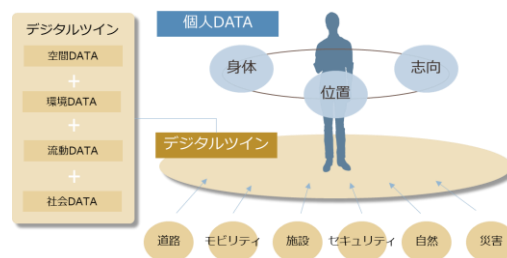 デジタルツイン
空間DATA
+
環境DATA
+
流動DATA
+
社会DATA
個人DATA
身体
志向
位置
デジタルツイン
道路
モビリティ
施設
セキュリティ
自然
災害